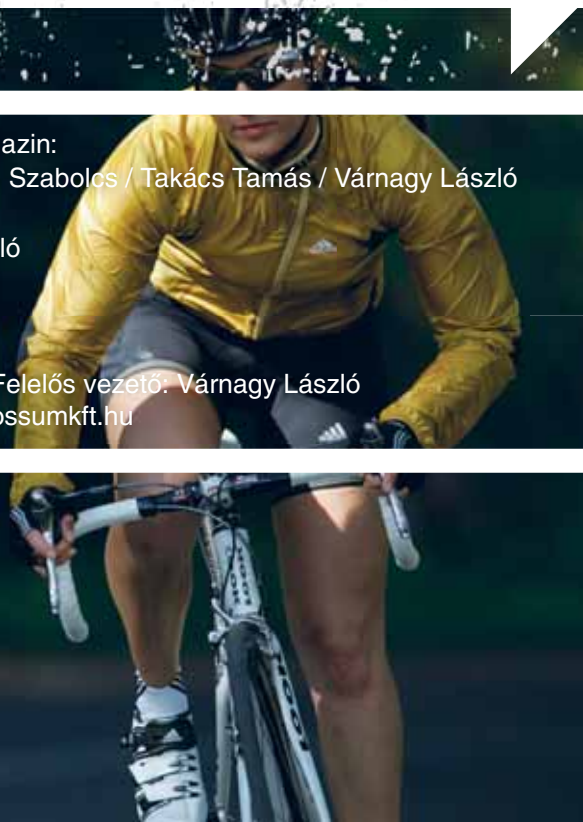 azin:
Szabolcs / Takács Tamás / Várnagy László
ló
Felelős vezető: Várnagy László
ossumkft.hu